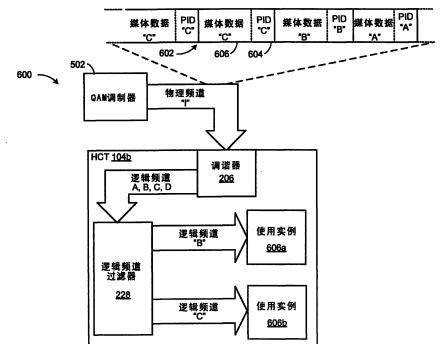 媒体数据 "C" PID "C" 媒体数据 "C" PID "C" 媒体数据 "B" PID "B" 媒体数据 "A" PID "A"
602 606 604
600
502
QAM调制器
物理频道 "I"
HCT 104b
调谐器
206
逻辑频道
A, B, C, D
逻辑频道
过滤器
228
逻辑频道
"B"
使用实例
606a
逻辑频道
"C"
使用实例
606b